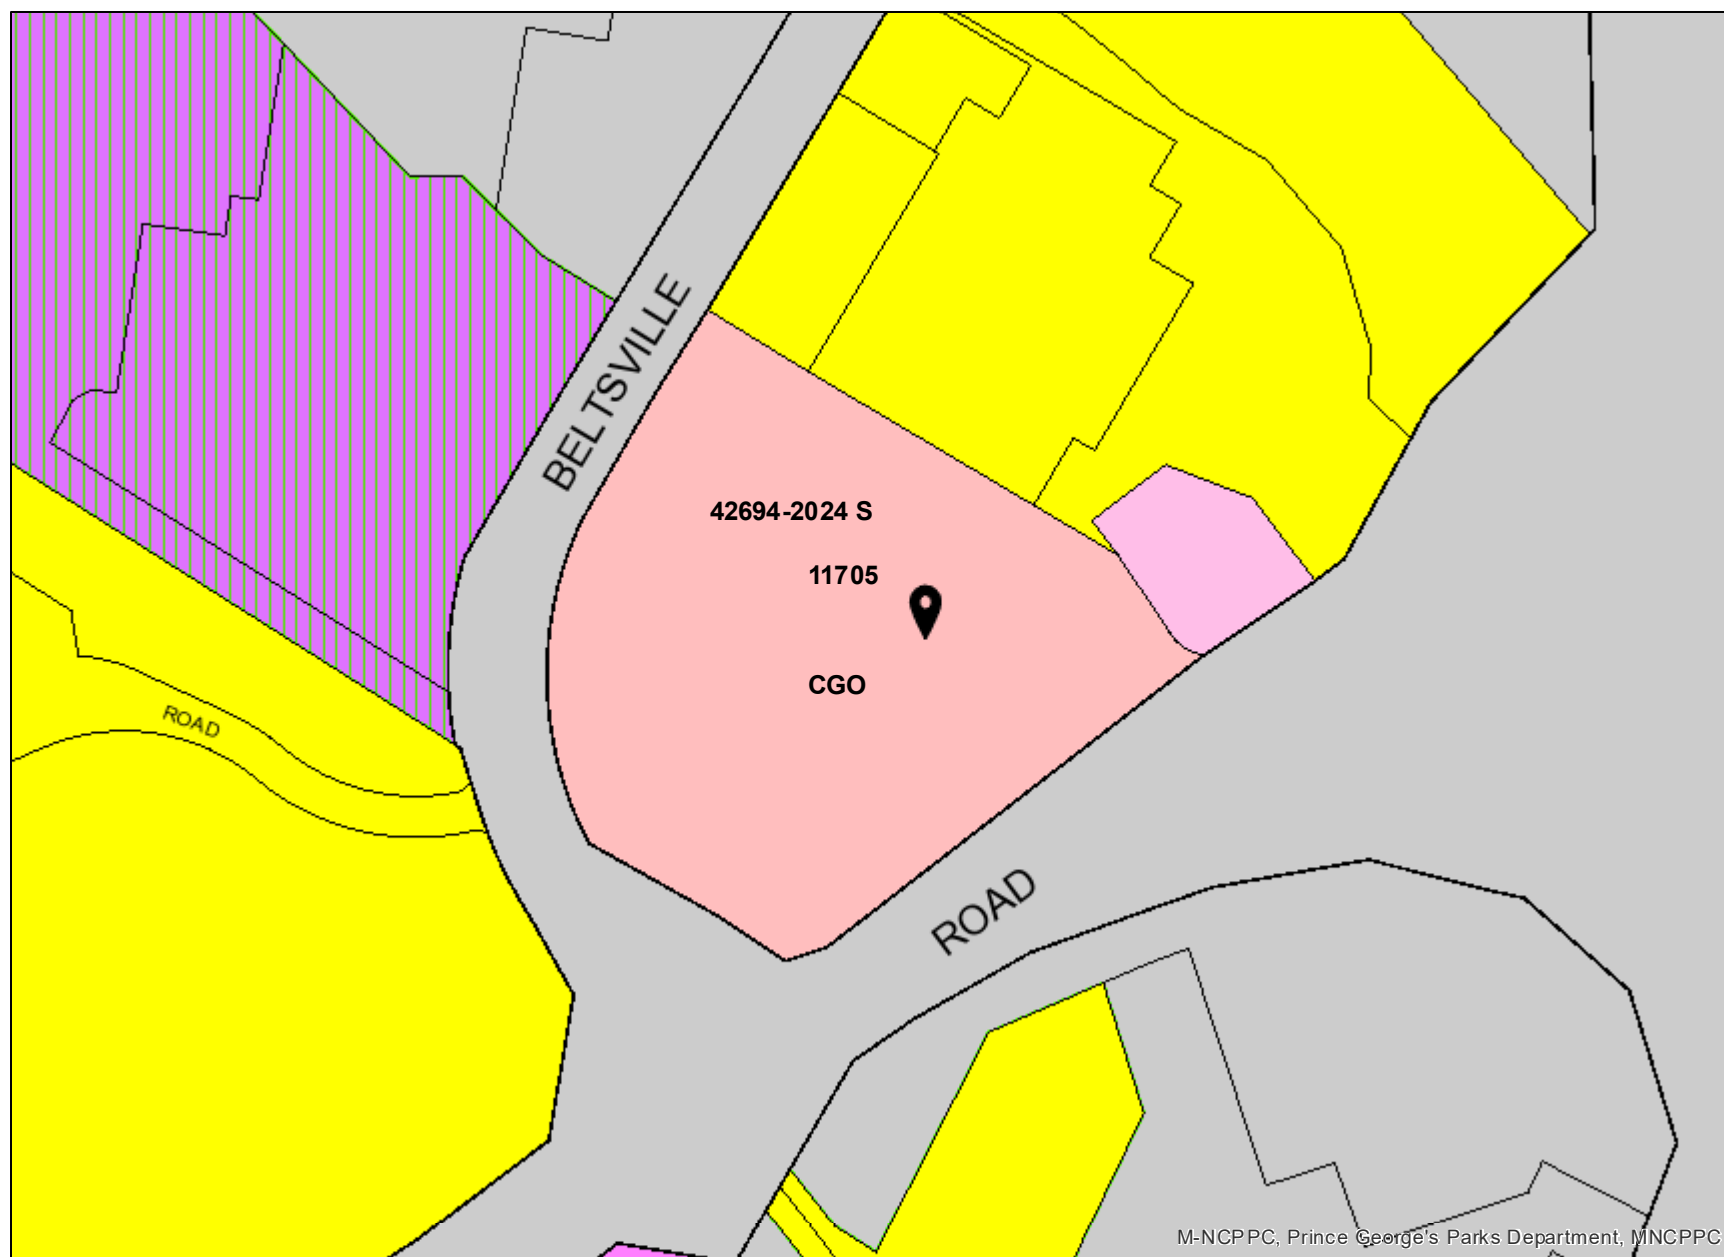 BELTSVILLE
42694-2024 S
11705
CGO
ROAD
ROAD
M-NCPPC, Prince George's Parks Department, MNCPPC